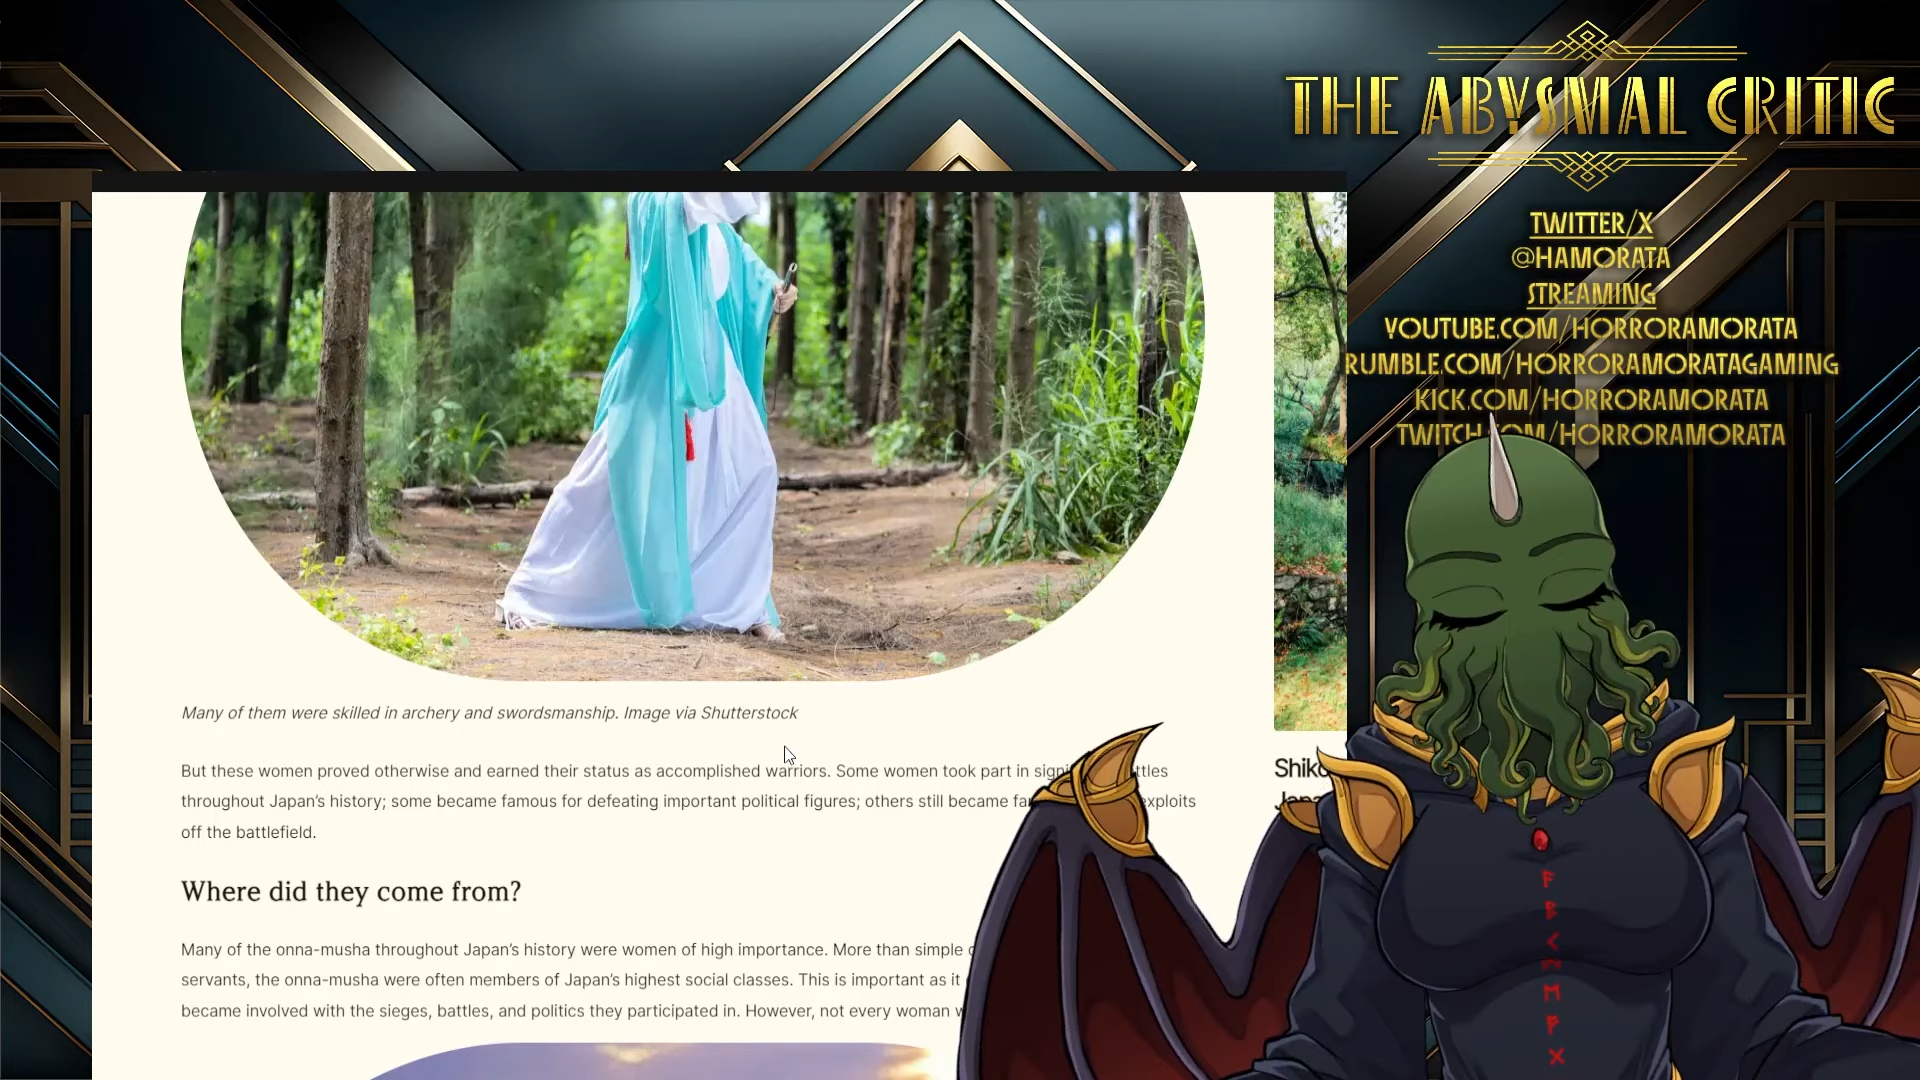 THE ABYSMAL CRITIC
TWITTER/X
@HAMORATA
STREAMING
YOUTUBE.COM/HORRORAMORATA
RUMBLE.COM/HORRORAMORATAGAMING
KICK.COM/HORRORAMORATA
TWITCH.COM/HORRORAMORATA
Many of them were skilled in archery and swordsmanship. Image via Shutterstock
But these women proved otherwise and earned their status as accomplished warriors. Some women took part in
throughout Japan's history; some became famous for defeating important political figures; others still became exploits
off the battlefield.
Where did they come from?
Many of the onna-musha throughout Japan's history were women of high importance. More than simple
servants, the onna-musha were often members of Japan's highest social classes. This is important as it
became involved with the sieges, battles, and politics they participated in. However, not every woman